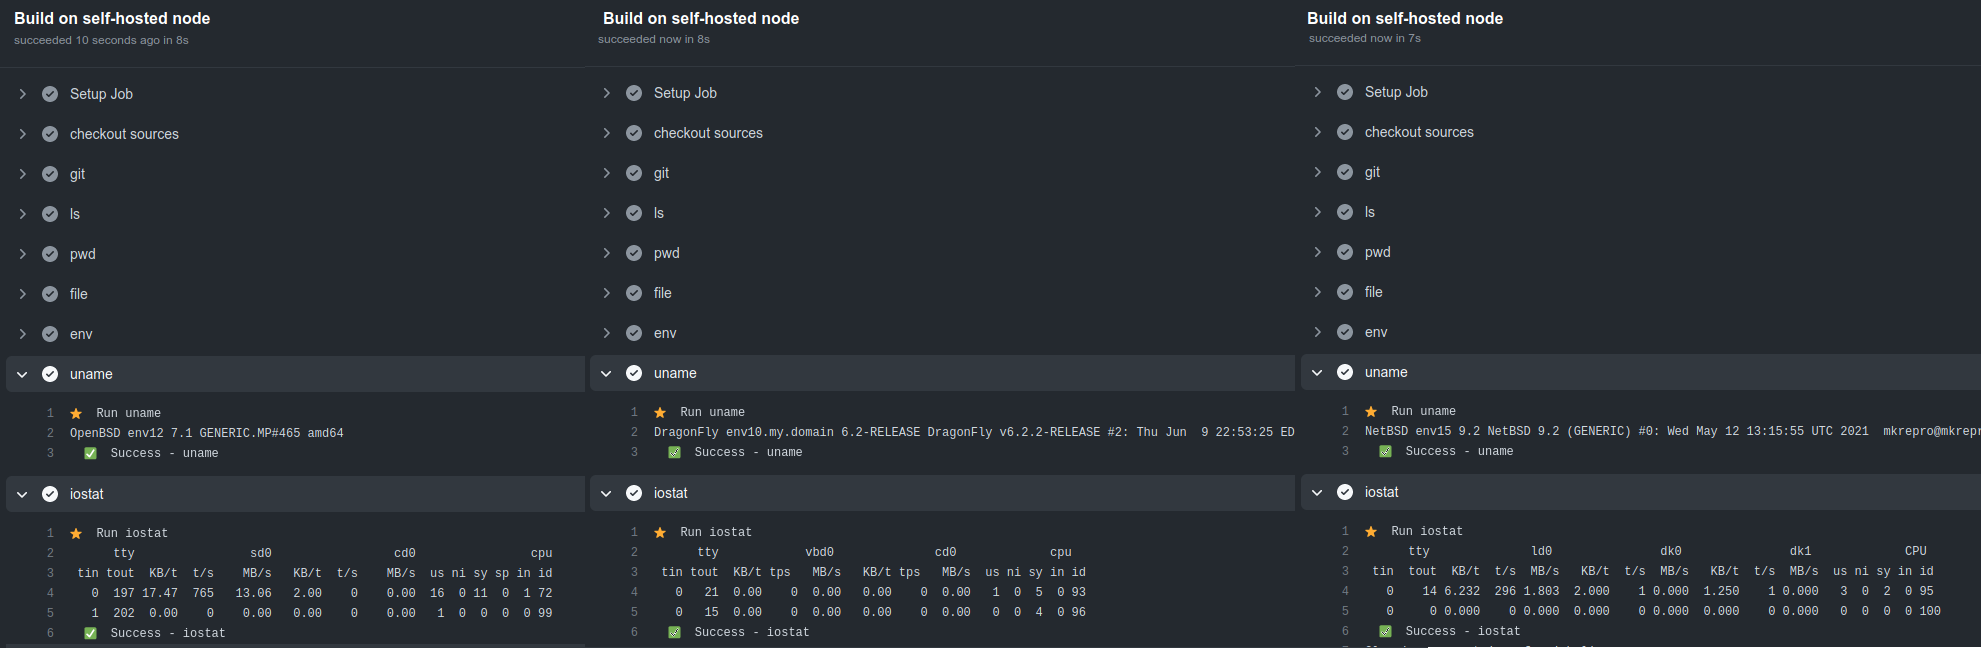 Build on self-hosted node
succeeded 10 seconds ago in 8s
Setup Job
checkout sources
git
ls
pwd
file
env
uname
1 Run uname
2 OpenBSD env12 7.1 GENERIC.MP#465 amd64
3 Success - uname
iostat
1 Run iostat
2 tty sd0 cd0 cpu
3 tin tout KB/t t/s MB/s KB/t t/s MB/s us ni sy sp in id
4 0 197 17.47 765 13.06 2.00 0 0.00 16 0 11 0 1 72
5 1 202 0.00 0 0.00 0.00 0 0.00 1 0 0 0 0 99
6 Success - iostat
Build on self-hosted node
succeeded now in 8s
Setup Job
checkout sources
git
ls
pwd
file
env
uname
1 Run uname
2 DragonFly env10.my.domain 6.2-RELEASE DragonFly v6.2.2-RELEASE #2: Thu Jun 9 22:53:25 ED
3 Success - uname
iostat
1 Run iostat
2 tty vbd0 cd0 cpu
3 tin tout KB/t tps MB/s KB/t tps MB/s us ni sy in id
4 0 21 0.00 0 0.00 0.00 0 0.00 1 0 5 0 93
5 0 15 0.00 0 0.00 0.00 0 0.00 0 0 4 0 96
6 Success - iostat
Build on self-hosted node
succeeded now in 7s
Setup Job
checkout sources
git
ls
pwd
file
env
uname
1 Run uname
2 NetBSD env15 9.2 NetBSD 9.2 (GENERIC) #0: Wed May 12 13:15:55 UTC 2021 mkrepro@mkrepr
3 Success - uname
iostat
1 Run iostat
2 tty ld0 dk0 dk1 CPU
3 tin tout KB/t t/s MB/s KB/t t/s MB/s KB/t t/s MB/s us ni sy in id
4 0 14 6.232 296 1.803 2.000 1 0.000 1.250 1 0.000 3 0 2 0 95
5 0 0 0.000 0 0.000 0.000 0 0.000 0.000 0 0.000 0 0 0 0 100
6 Success - iostat